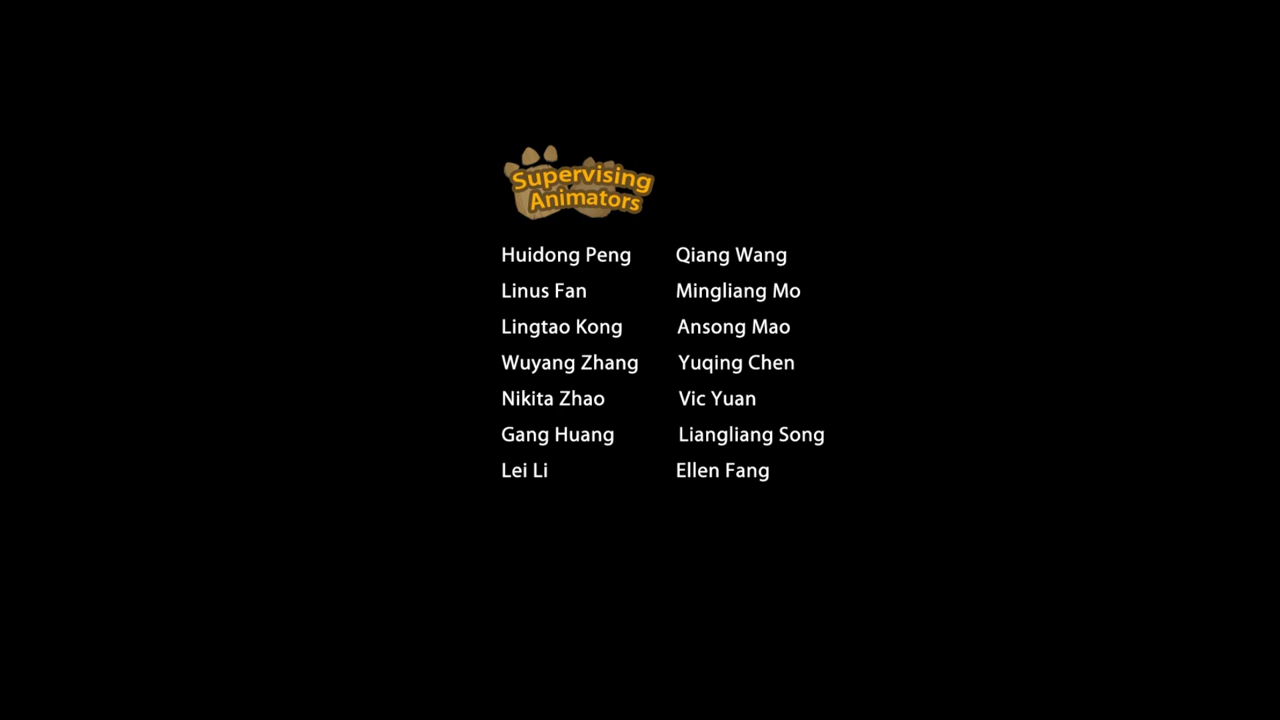 Supervising
Animators
Huidong Peng Qiang Wang
Linus Fan Mingliang Mo
Lingtao Kong Ansong Mao
Wuyang Zhang Yuqing Chen
Nikita Zhao Vic Yuan
Gang Huang Liangliang Song
Lei Li Ellen Fang